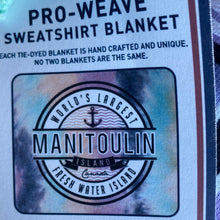 PRO-WEAVE
SWEATSHIRT BLANKET
EACH TIE-DYED BLANKET IS HAND CRAFTED AND UNIQUE.
NO TWO BLANKETS ARE THE SAME.
WORLD'S LARGEST
MANITOULIN
ISLAND
Canada
FRESH WATER ISLAND